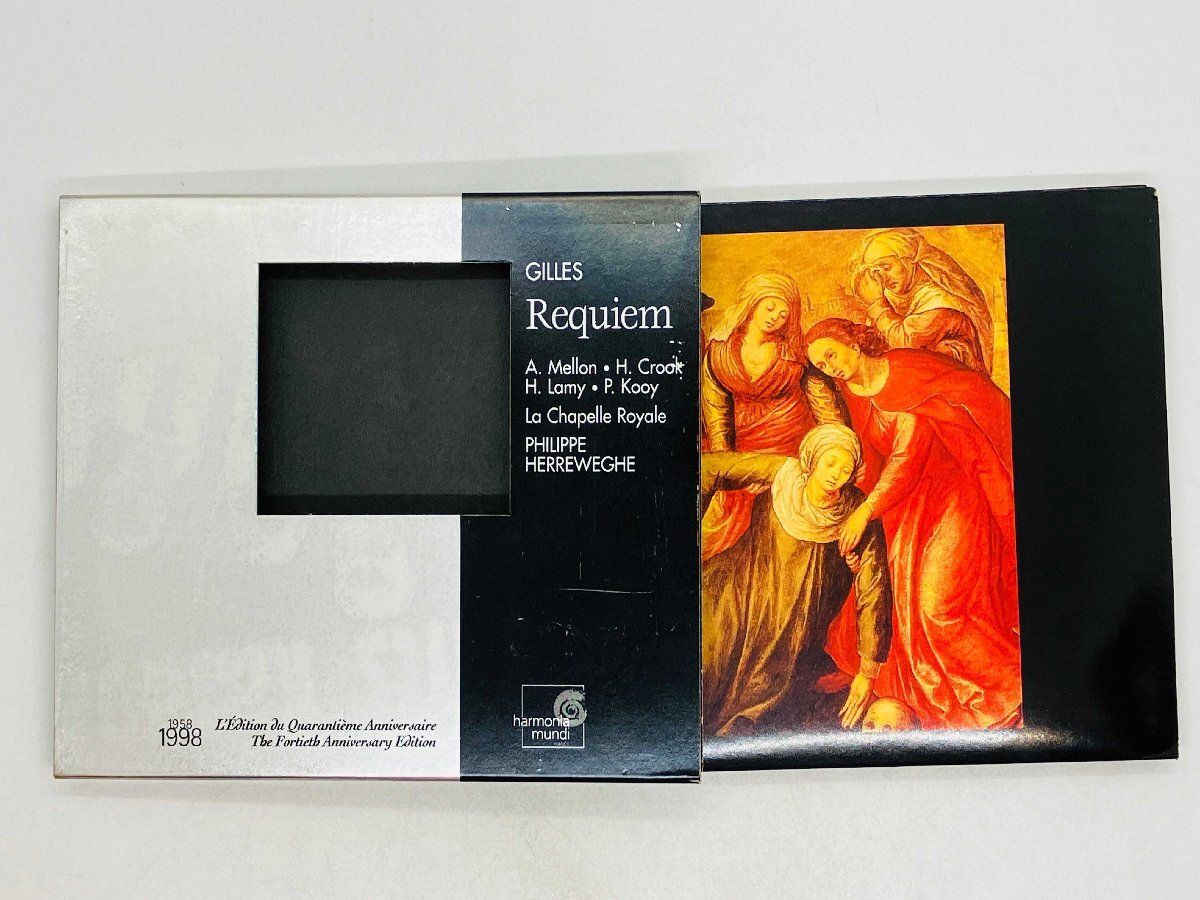 GILLES
Requiem
A. Mellon • H. Crook
H. Lamy • P. Kooy
La Chapelle Royale
PHILIPPE
HERREWEGHE
harmonia
mundi
1958
1998
L'Édition du Quarantième Anniversaire
The Fortieth Anniversary Edition